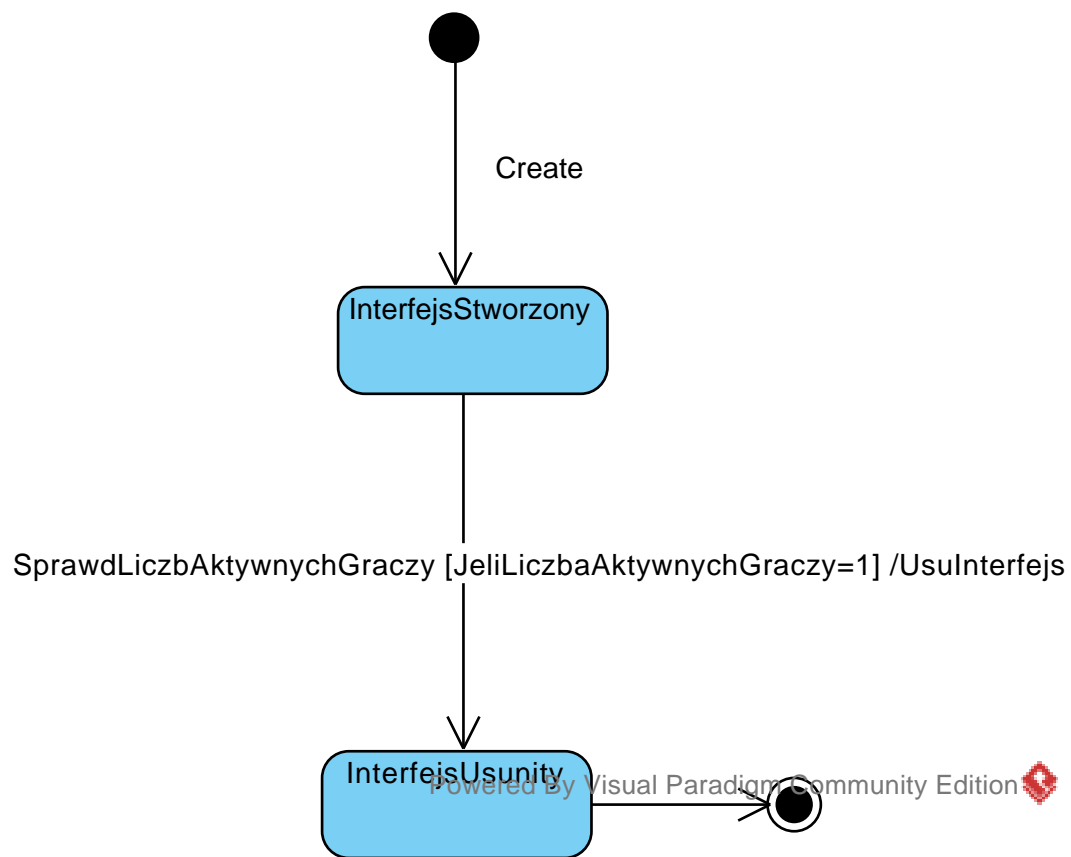 Create
InterfejsStworzony
SprawdLiczbAktywnychGraczy [JeliLiczbaAktywnychGraczy=1] /UsuInterfejs
InterfejsUsunity
Powered By Visual Paradigm Community Edition